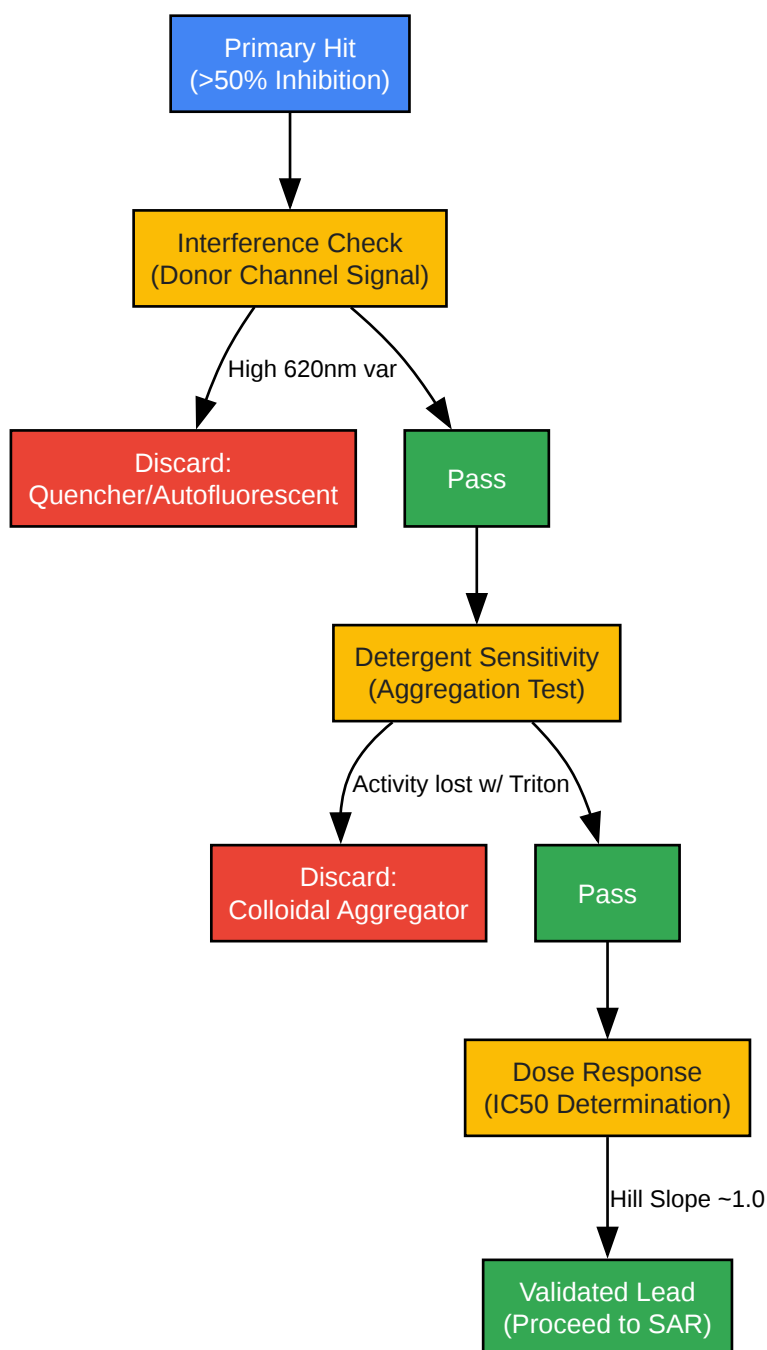 Primary Hit
(>50% Inhibition)
Interference Check
(Donor Channel Signal)
High 620nm var
Discard:
Quencher/Autofluorescent
Pass
Detergent Sensitivity
(Aggregation Test)
Activity lost w/ Triton
Discard:
Colloidal Aggregator
Pass
Dose Response
(IC50 Determination)
Hill Slope ~1.0
Validated Lead
(Proceed to SAR)